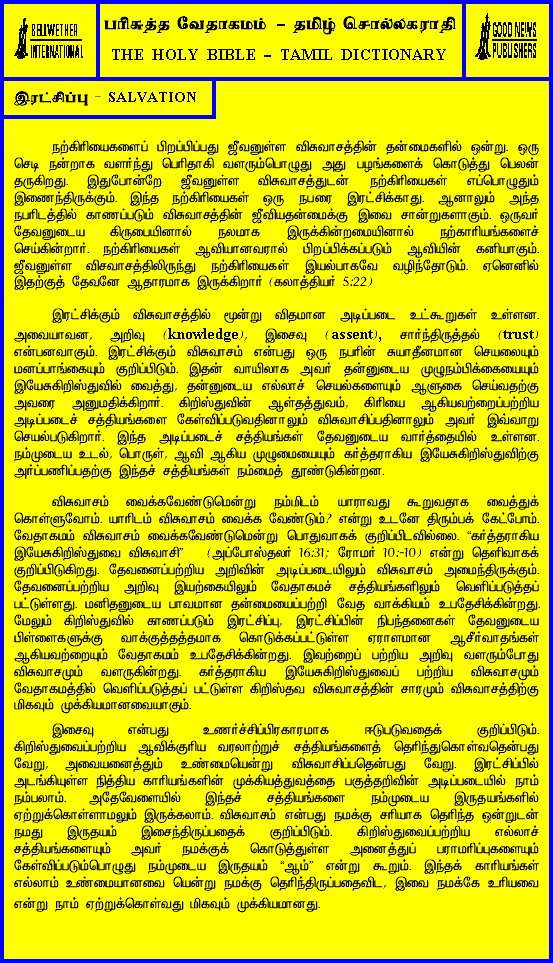 BELLWETHER
INTERNATIONAL
பரிசுத்த வேதாகமம் – தமிழ் சொல்லகராதி
THE HOLY BIBLE – TAMIL DICTIONARY
GOOD NEWS
PUBLISHERS
இரட்சிப்பு – SALVATION
நற்கிரியைகளைப் பிறப்பிப்பது ஜீவனுள்ள விசுவாசத்தின் தன்மைகளில் ஒன்று. ஒரு
செடி நன்றாக வளர்ந்து பெரிதாகி வளரும்பொழுது அது பழங்களைக் கொடுத்து பெலன்
தருகிறது. இதுபோன்றே ஜீவனுள்ள விசுவாசத்துடன் நற்கிரியைகள் எப்பொழுதும்
இணைந்திருக்கும். இந்த நற்கிரியைகள் ஒரு நபரை இரட்சிக்காது. ஆனாலும் அந்த
நபரிடத்தில் காணப்படும் விசுவாசத்தின் ஜீவியதன்மைக்கு இவை சான்றுகளாகும். ஒருவர்
தேவனுடைய கிருபையினால் நலமாக இருக்கின்றமையினால் நற்காரியங்களைச்
செய்கின்றார். நற்கிரியைகள் ஆவியானவரால் பிறப்பிக்கப்படும் ஆவியின் கனியாகும்.
ஜீவனுள்ள விசவாசத்திலிருந்து நற்கிரியைகள் இயல்பாகவே வழிந்தோடும். ஏனெனில்
இதற்குத் தேவனே ஆதாரமாக இருக்கிறார் (கலாத்தியர் 5:22)
இரட்சிக்கும் விசுவாசத்தில் மூன்று விதமான அடிப்படை உட்கூறுகள் உள்ளன.
அவையாவன, அறிவு (knowledge), இசைவு (assent), சார்ந்திருத்தல் (trust)
என்பனவாகும். இரட்சிக்கும் விசுவாசம் என்பது ஒரு நபரின் சுயாதீனமான செயலையும்
மனப்பாங்கையும் குறிப்பிடும். இதன் வாயிலாக அவர் தன்னுடைய முழுநம்பிக்கையையும்
இயேசுகிறிஸ்துவில் வைத்து, தன்னுடைய எல்லாச் செயல்களையும் ஆளுகை செய்வதற்கு
அவரை அனுமதிக்கிறார். கிறிஸ்துவின் ஆள்தத்துவம், கிரியை ஆகியவற்றைப்பற்றிய
அடிப்படைச் சத்தியங்களை கேள்விப்படுவதினாலும் விசுவாசிப்பதினாலும் அவர் இவ்வாறு
செயல்படுகிறார். இந்த அடிப்படைச் சத்தியங்கள் தேவனுடைய வார்த்தையில் உள்ளன.
நம்முடைய உடல், பொருள், ஆவி ஆகிய முழுமையையும் கர்த்தராகிய இயேசுகிறிஸ்துவிற்கு
அர்ப்பணிப்பதற்கு இந்தச் சத்தியங்கள் நம்மைத் தூண்டுகின்றன.
விசுவாசம் வைக்கவேண்டுமென்று நம்மிடம் யாராவது கூறுவதாக வைத்துக்
கொள்ளுவோம். யாரிடம் விசுவாசம் வைக்க வேண்டும்? என்று உடனே திரும்பக் கேட்போம்.
வேதாகமம் விசுவாசம் வைக்கவேண்டுமென்று பொதுவாகக் குறிப்பிடவில்லை. “கர்த்தராகிய
இயேசுகிறிஸ்துவை விசுவாசி” (அப்போஸ்தலர் 16:31; ரோமர் 10:-10) என்று தெளிவாகக்
குறிப்பிடுகிறது. தேவனைப்பற்றிய அறிவின் அடிப்படையிலும் விசுவாசம் அமைந்திருக்கும்.
தேவனைப்பற்றிய அறிவு இயற்கையிலும் வேதாகமச் சத்தியங்களிலும் வெளிப்படுத்தப்
பட்டுள்ளது. மனிதனுடைய பாவமான தன்மையைப்பற்றி வேத வாக்கியம் உபதேசிக்கின்றது.
மேலும் கிறிஸ்துவில் காணப்படும் இரட்சிப்பு, இரட்சிப்பின் நிபந்தனைகள் தேவனுடைய
பிள்ளைகளுக்கு வாக்குத்தத்தமாக கொடுக்கப்பட்டுள்ள ஏராளமான ஆசீர்வாதங்கள்
ஆகியவற்றையும் வேதாகமம் உபதேசிக்கின்றது. இவற்றைப் பற்றிய அறிவு வளரும்போது
விசுவாசமும் வளருகின்றது. கர்த்தராகிய இயேசுகிறிஸ்துவைப் பற்றிய விசுவாசமும்
வேதாகமத்தில் வெளிப்படுத்தப் பட்டுள்ள கிறிஸ்தவ விசுவாசத்தின் சாரமும் விசுவாசத்திற்கு
மிகவும் முக்கியமானவையாகும்.
இசைவு என்பது உணர்ச்சிப்பிரகாரமாக ஈடுபடுவதைக் குறிப்பிடும்.
கிறிஸ்துவைப்பற்றிய ஆவிக்குரிய வரலாற்றுச் சத்தியங்களைத் தெரிந்துகொள்வதென்பது
வேறு, அவையனைத்தும் உண்மையென்று விசுவாசிப்பதென்பது வேறு. இரட்சிப்பில்
அடங்கியுள்ள நித்திய காரியங்களின் முக்கியத்துவத்தை பகுத்தறிவின் அடிப்படையில் நாம்
நம்பலாம். அதேவேளையில் இந்தச் சத்தியங்களை நம்முடைய இருதயங்களில்
ஏற்றுக்கொள்ளாமலும் இருக்கலாம். விசுவாசம் என்பது நமக்கு சரியாக தெரிந்த ஒன்றுடன்
நமது இருதயம் இசைந்திருப்பதைக் குறிப்பிடும். கிறிஸ்துவைப்பற்றிய எல்லாச்
சத்தியங்களையும் அவர் நமக்குக் கொடுத்துள்ள அனைத்துப் பராமரிப்புகளையும்
கேள்விப்படும்பொழுது நம்முடைய இருதயம் “ஆம்” என்று கூறும். இந்தக் காரியங்கள்
எல்லாம் உண்மையானவை யென்று நமக்கு தெரிந்திருப்பதைவிட, இவை நமக்கே உரியவை
என்று நாம் ஏற்றுக்கொள்வது மிகவும் முக்கியமானது.